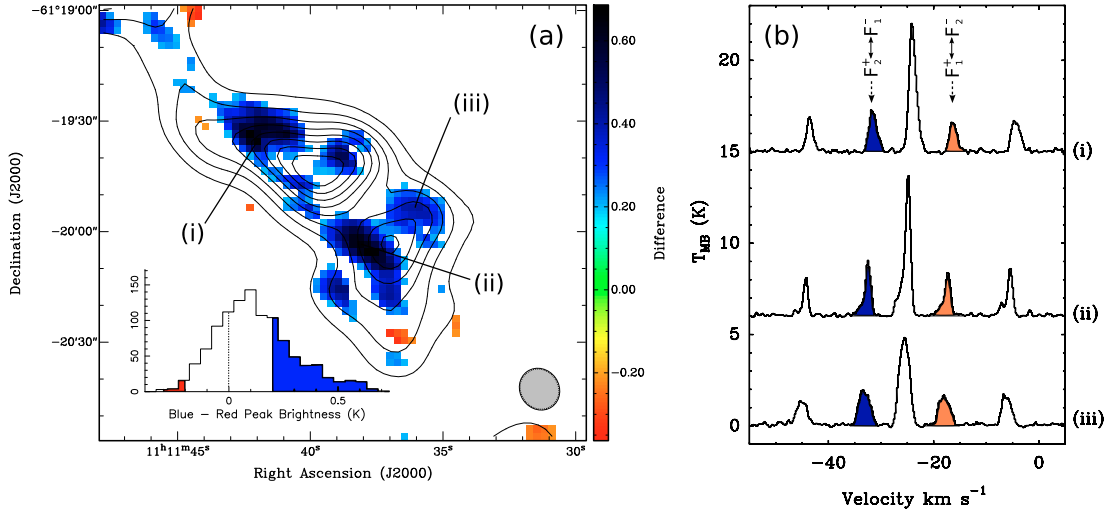 (a)
−61°19'00"
−19'30"
−20'00"
−20'30"
Declination (J2000)
11ʰ11ᵐ45ˢ
40ˢ
35ˢ
30ˢ
Right Ascension (J2000)
(i)
(ii)
(iii)
150
100
50
0
0
0.5
Blue − Red Peak Brightness (K)
0.60
0.40
0.20
0.00
−0.20
Difference
(b)
F₂⁺ F₁⁻
F₁⁺ F₂⁻
20
15
10
6
5
0
T_MB (K)
(i)
(ii)
(iii)
−40
−20
0
Velocity km s⁻¹